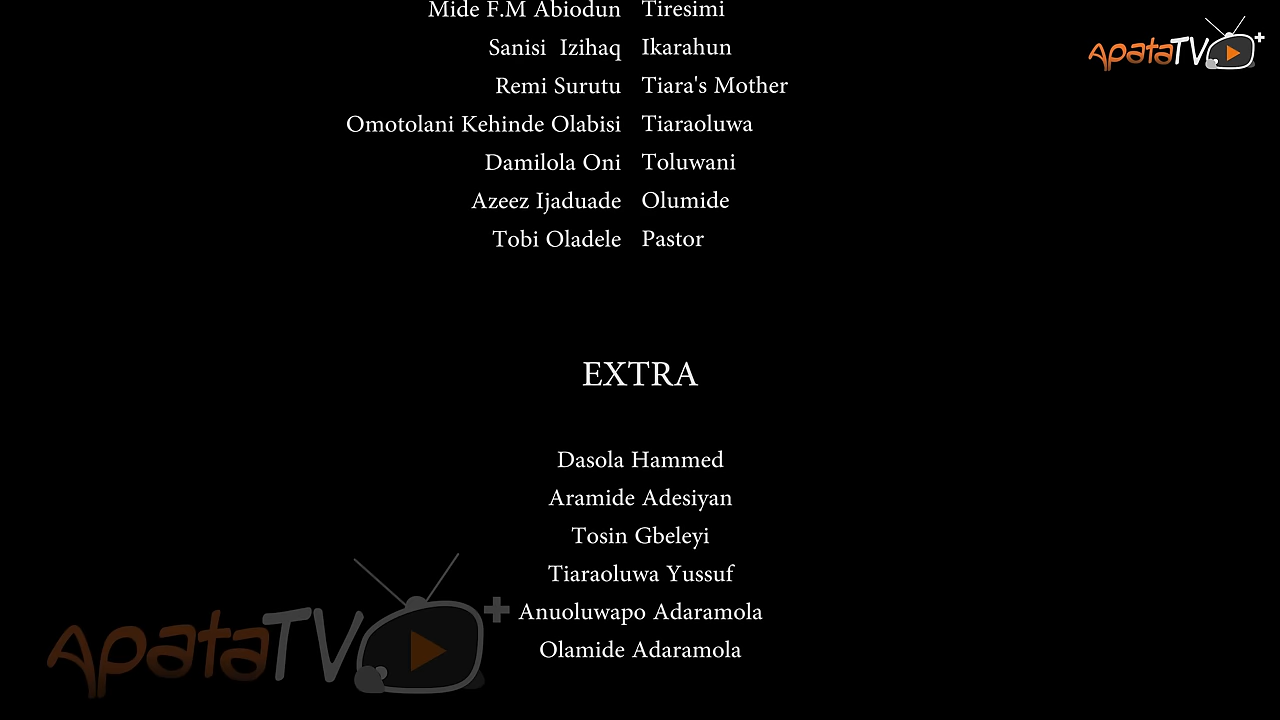 Mide F.M Abiodun Tiresimi
ApataTV+
Sanisi Izihaq Ikarahun
Remi Surutu Tiara's Mother
Omotolani Kehinde Olabisi Tiaraoluwa
Damilola Oni Toluwani
Azeez Ijaduade Olumide
Tobi Oladele Pastor
EXTRA
Dasola Hammed
Aramide Adesiyan
Tosin Gbeleyi
Tiaraoluwa Yussuf
Anuoluwapo Adaramola
Olamide Adaramola
ApataTV+